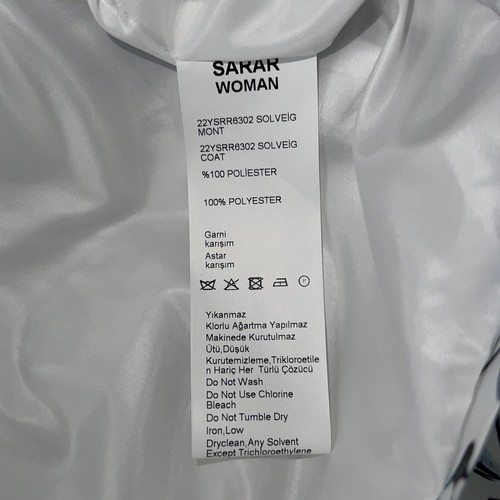 SARAR
WOMAN
22YSRR6302 SOLVEİG
MONT
22YSRR6302 SOLVEİG
COAT
%100 POLİESTER
100% POLYESTER
Garni
karışım
Astar
karışım
P
Yıkanmaz
Klorlu Ağartma Yapılmaz
Makinede Kurutulmaz
Ütü,Düşük
Kurutemizleme,Trikloroetile
n Hariç Her Türlü Çözücü
Do Not Wash
Do Not Use Chlorine
Bleach
Do Not Tumble Dry
Iron,Low
Dryclean,Any Solvent
Except Trichloroethylene